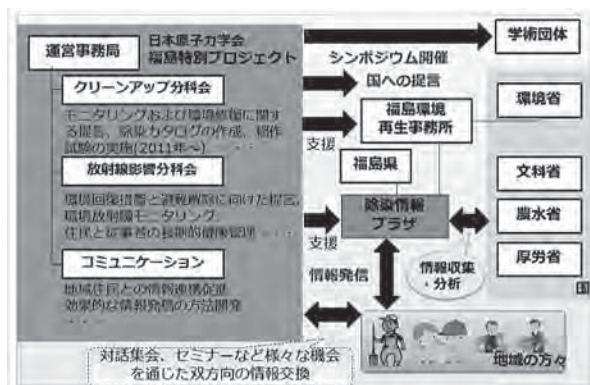 日本原子力学会
福島特別プロジェクト
運営事務局
クリーンアップ分科会
モニタリングおよび環境修復に関す
る提言、除染カタログの作成、稲作
試験の実施(2011年～)
放射線影響分科会
環境回復措置と避難解除に向けた提言,
環境放射線モニタリング,
住民と従事者の長期的健康管理・・・
コミュニケーション
地域住民との情報連携促進
効果的な情報発信の方法開発
・・・
シンポジウム開催
国への提言
支援
福島環境
再生事務所
福島県
除染情報
プラザ
支援
情報発信
情報収集
・分析
学術団体
環境省
文科省
農水省
厚労省
地域の方々
対話集会、セミナーなど様々な機会
を通じた双方向の情報交換